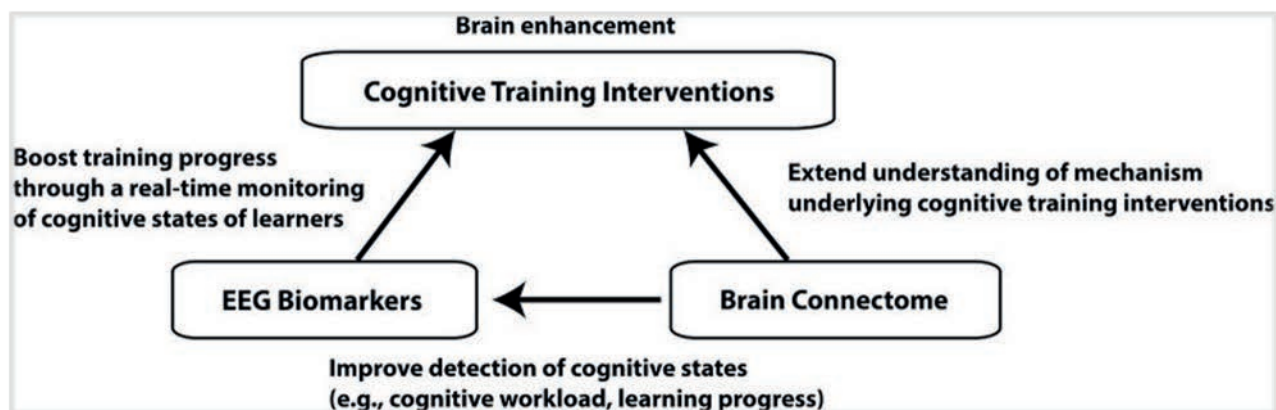 Brain enhancement
Cognitive Training Interventions
Boost training progress
through a real-time monitoring
of cognitive states of learners
Extend understanding of mechanism
underlying cognitive training interventions
EEG Biomarkers
Brain Connectome
Improve detection of cognitive states
(e.g., cognitive workload, learning progress)